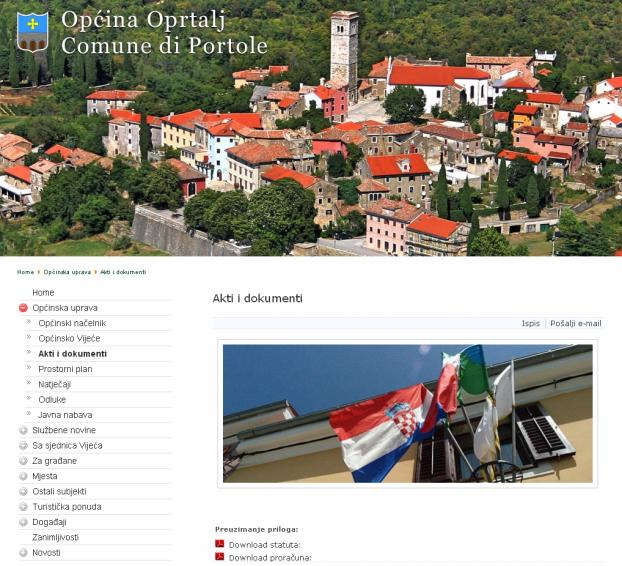 Općina Oprtalj
Comune di Portole
Home Općinska uprava Akti i dokumenti
Home
Općinska uprava
Općinski načelnik
Općinsko Vijeće
Akti i dokumenti
Prostorni plan
Natječaji
Odluke
Javna nabava
Službene novine
Sa sjednica Vijeća
Za građane
Mjesta
Ostali subjekti
Turistička ponuda
Događaji
Zanimljivosti
Novosti
Akti i dokumenti
Ispis | Pošalji e-mail
Preuzimanje priloga:
Download statuta:
Download proračuna: